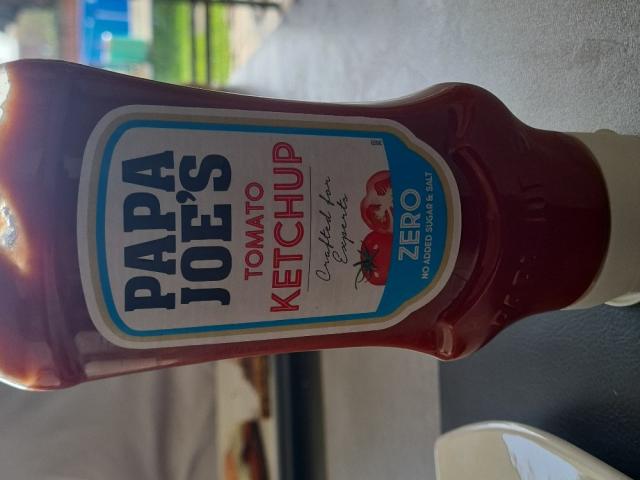 PAPA
JOE'S
TOMATO
KETCHUP
Crafted for
Experts
ZERO
NO ADDED SUGAR & SALT